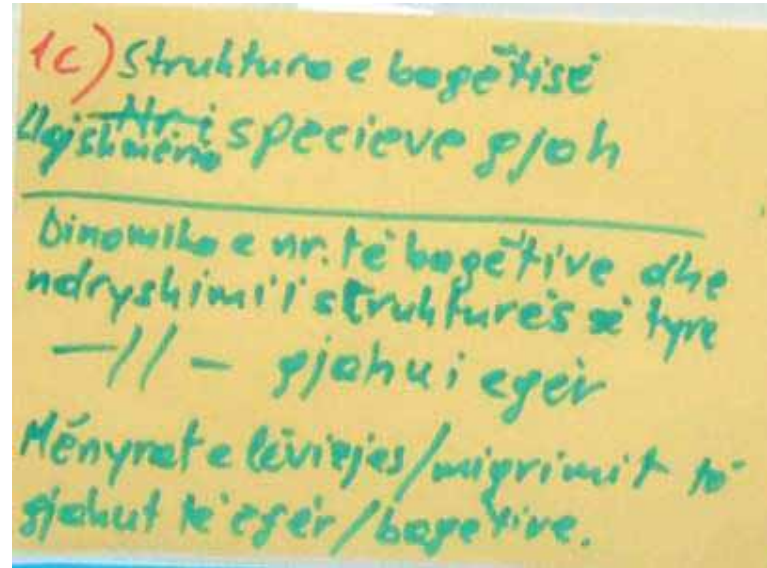 1c) Struktura e bagëtisë
Llojshmëria Nr i specieve gjah
Dinamika e nr. të bagëtive dhe
ndryshimi i strukturës së tyre
—//— gjahu i egër
Mënyrat e lëvizjes/migrimit të
gjahut të egër/bagëtive.